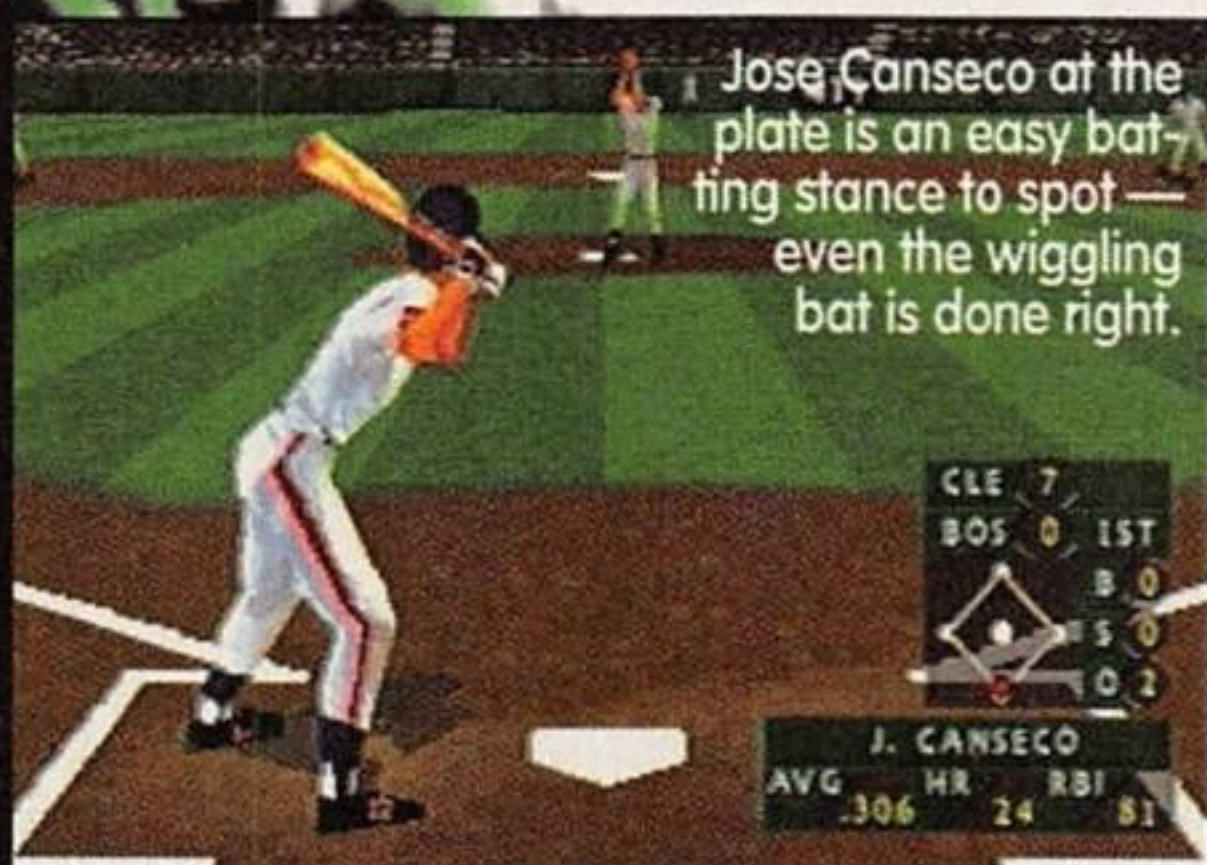 Jose Canseco at the
plate is an easy bat-
ting stance to spot —
even the wiggling
bat is done right.
CLE 7
BOS 0 1ST
B 0
S 0
O 2
J. CANSECO
AVG HR RBI
.306 24 81